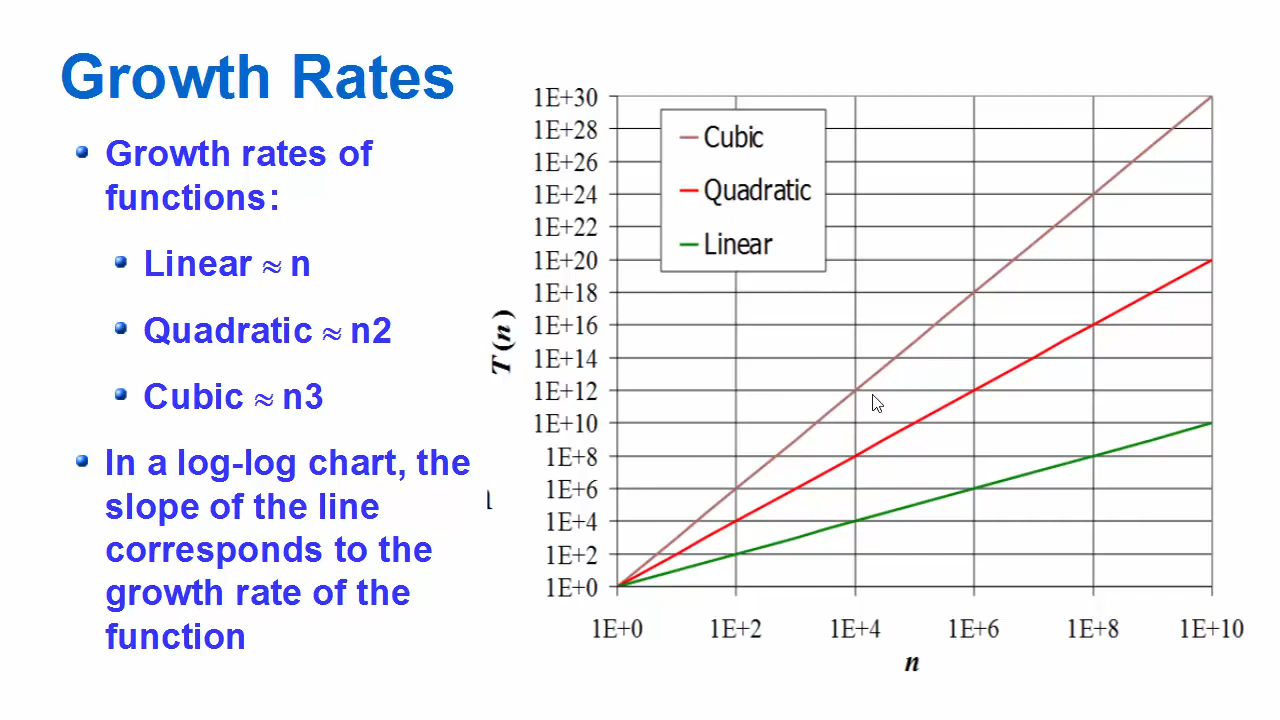 Growth Rates
Growth rates of
functions:
Linear ≈ n
Quadratic ≈ n2
Cubic ≈ n3
In a log-log chart, the
slope of the line
corresponds to the
growth rate of the
function
1E+30
1E+28
1E+26
1E+24
1E+22
1E+20
1E+18
1E+16
1E+14
1E+12
1E+10
1E+8
1E+6
1E+4
1E+2
1E+0
T(n)
Cubic
Quadratic
Linear
1E+0 1E+2 1E+4 1E+6 1E+8 1E+10
n